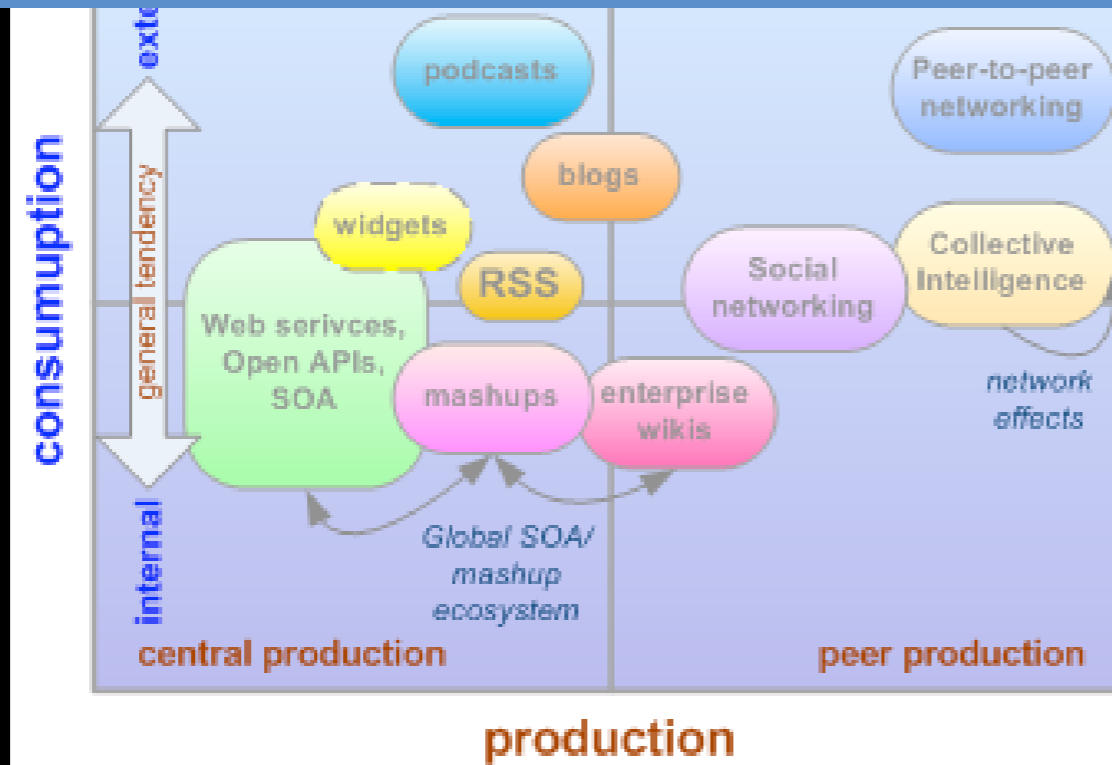 podcasts
Peer-to-peer
networking
blogs
widgets
RSS
Collective
Intelligence
Social
networking
Web serivces,
Open APIs,
SOA
mashups
enterprise
wikis
network
effects
Global SOA/
mashup
ecosystem
general tendency
consumuption
internal
central production
peer production
production